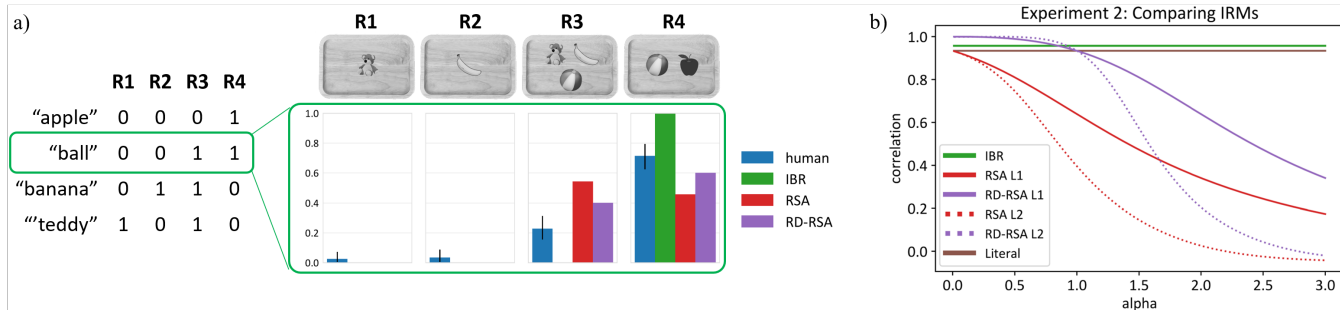 a)
R1 R2 R3 R4
R1 R2 R3 R4
"apple" 0 0 0 1
"ball" 0 0 1 1
"banana" 0 1 1 0
"'teddy" 1 0 1 0
1.0
0.8
0.6
0.4
0.2
0.0
human
IBR
RSA
RD-RSA
b)
Experiment 2: Comparing IRMs
1.0
0.8
0.6
0.4
0.2
0.0
correlation
IBR
RSA L1
RD-RSA L1
RSA L2
RD-RSA L2
Literal
0.0 0.5 1.0 1.5 2.0 2.5 3.0
alpha